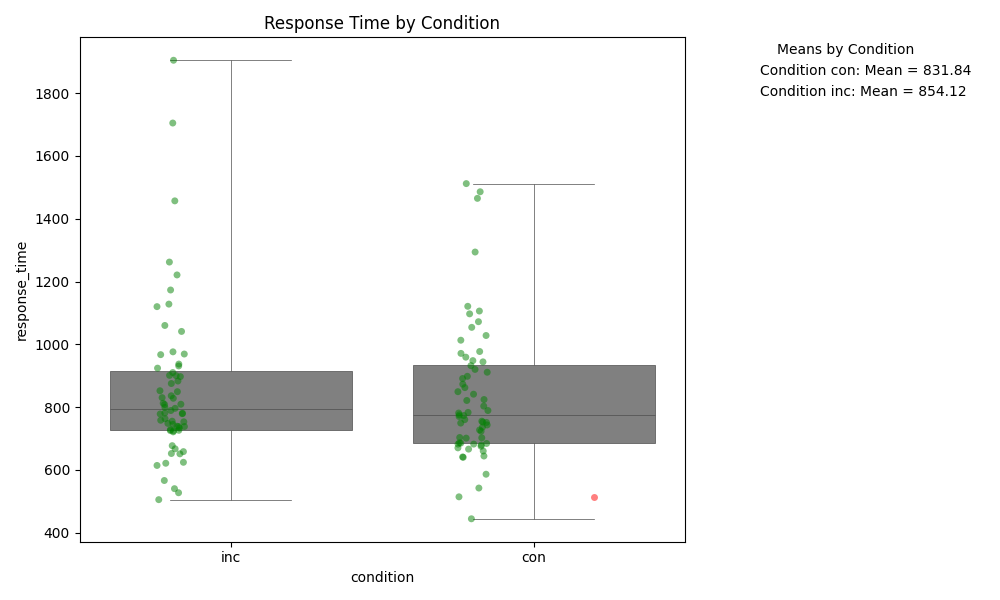 Response Time by Condition
Means by Condition
Condition con: Mean = 831.84
Condition inc: Mean = 854.12
response_time
1800
1600
1400
1200
1000
800
600
400
inc
con
condition